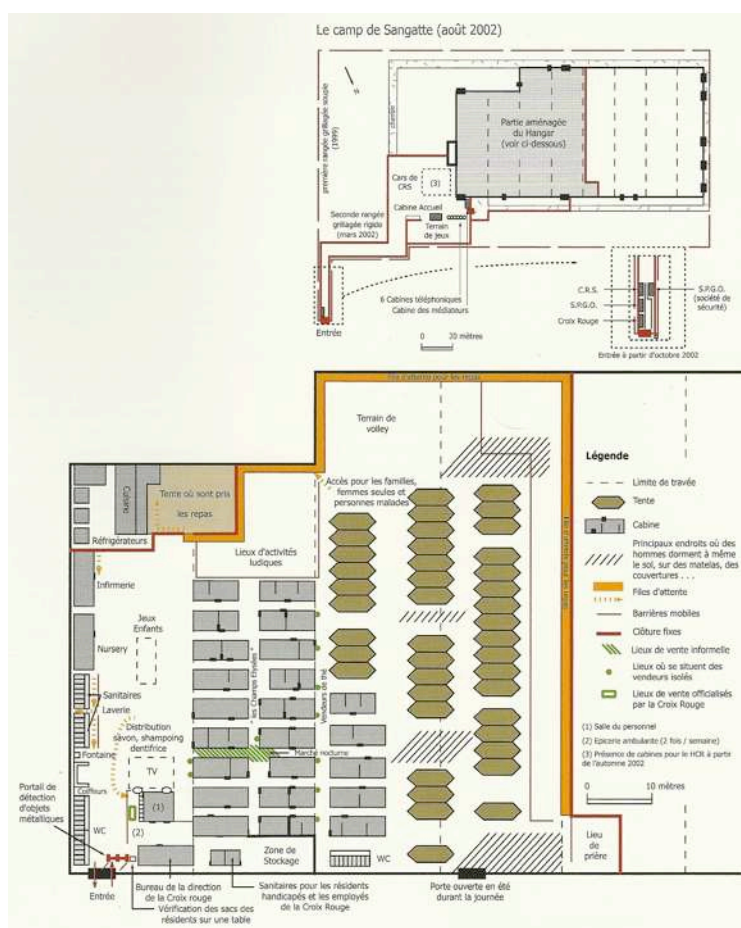 Le camp de Sangatte (août 2002)
première rangée grillagée souple
(1999)
chemin
Partie aménagée
du Hangar
(voir ci-dessous)
Cars de
CRS
(3)
Seconde rangée
grillagée rigide
(mars 2002)
Cabine Accueil
Terrain
de jeux
6 Cabines téléphoniques
Cabine des médiateurs
Entrée
0 20 mètres
C.R.S.
S.P.G.O.
Croix Rouge
S.P.G.O.
(société de
sécurité)
Entrée à partir d'octobre 2002
File d'attente pour les repas
Terrain de
volley
Cuisine
Tente où sont pris
les repas
Réfrigérateurs
Accès pour les familles,
femmes seules et
personnes malades
Lieux d'activités
ludiques
File d'attente pour les repas
Infirmerie
Jeux
Enfants
Nursery
Sanitaires
Laverie
" les Champs Elysées "
Vendeurs de thé
Distribution
savon, shampoing
dentifrice
Fontaine
TV
Marché nocturne
Coiffeurs
Portail de
détection
d'objets
métalliques
(1)
(2)
WC
Zone de
Stockage
WC
Lieu
de
prière
Entrée
Bureau de la direction
de la Croix rouge
Vérification des sacs des
résidents sur une table
Sanitaires pour les résidents
handicapés et les employés
de la Croix Rouge
Porte ouverte en été
durant la journée
Légende
Limite de travée
Tente
Cabine
Principaux endroits où des
hommes dorment à même
le sol, sur des matelas, des
couvertures . . .
Files d'attente
Barrières mobiles
Clôture fixes
Lieux de vente informelle
Lieux où se situent des
vendeurs isolés
Lieux de vente officialisés
par la Croix Rouge
(1) Salle du personnel
(2) Epicerie ambulante (2 fois / semaine)
(3) Présence de cabines pour le HCR à partir
de l'automne 2002
0 10 mètres